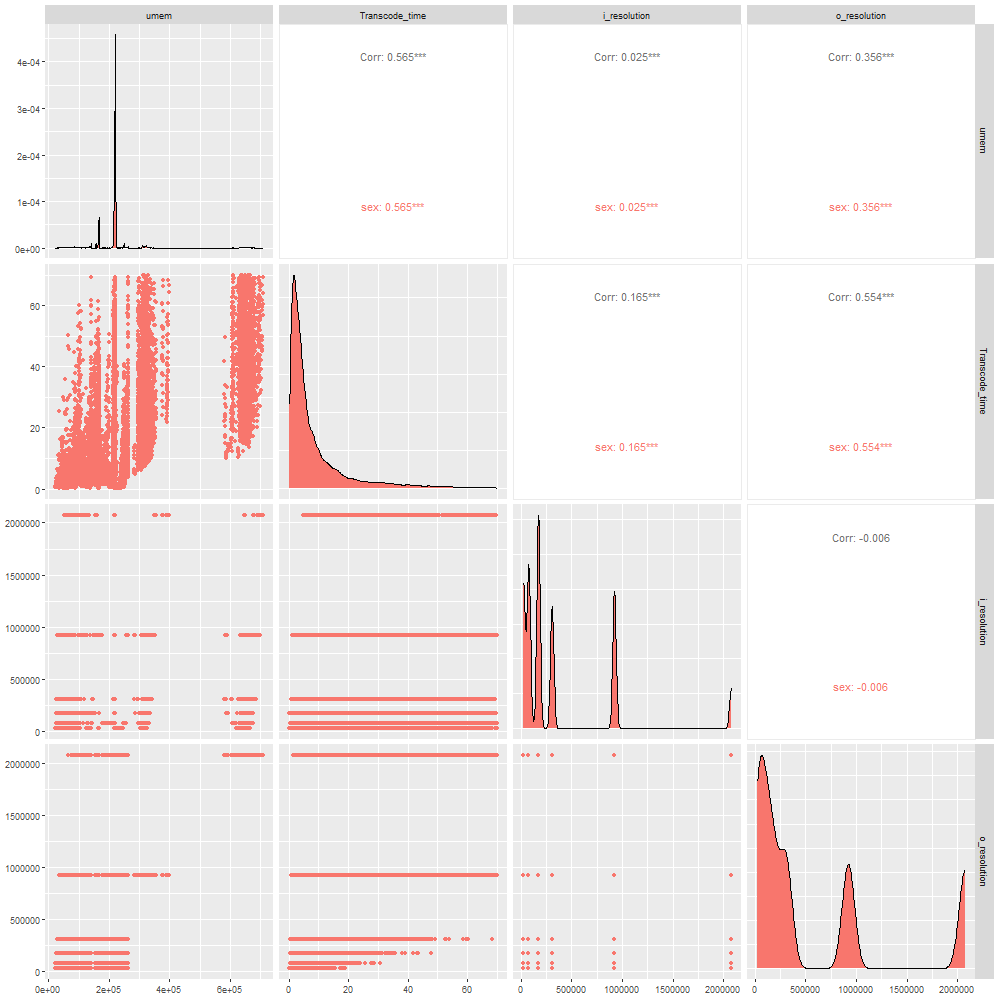 umem Transcode_time i_resolution o_resolution
4e-04
3e-04
2e-04
1e-04
0e+00
Corr: 0.565***
sex: 0.565***
Corr: 0.025***
sex: 0.025***
Corr: 0.356***
sex: 0.356***
umem
60
40
20
0
Corr: 0.165***
sex: 0.165***
Corr: 0.554***
sex: 0.554***
Transcode_time
2000000
1500000
1000000
500000
0
Corr: -0.006
sex: -0.006
i_resolution
2000000
1500000
1000000
500000
0
o_resolution
0e+00 2e+05 4e+05 6e+05
0 20 40 60
0 500000 1000000 1500000 2000000
0 500000 1000000 1500000 2000000